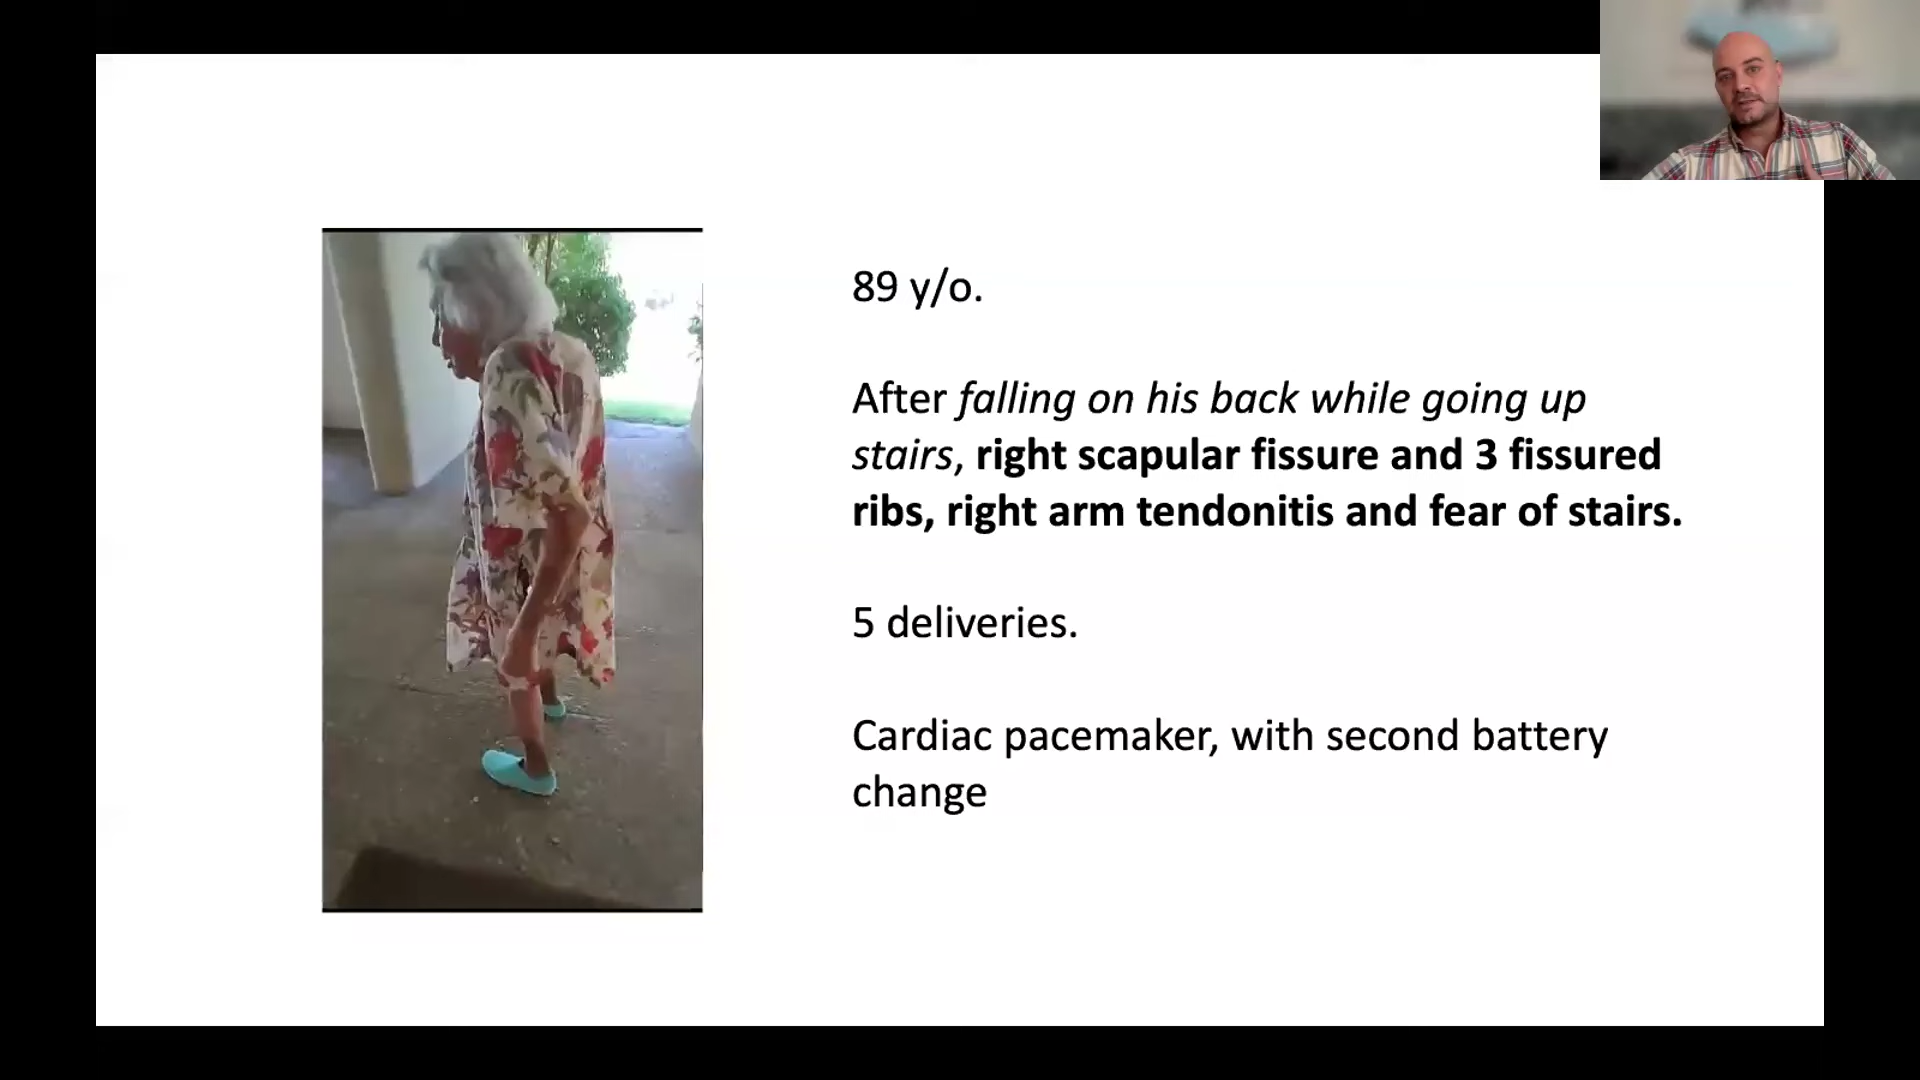 89 y/o.
After falling on his back while going up
stairs, right scapular fissure and 3 fissured
ribs, right arm tendonitis and fear of stairs.
5 deliveries.
Cardiac pacemaker, with second battery
change